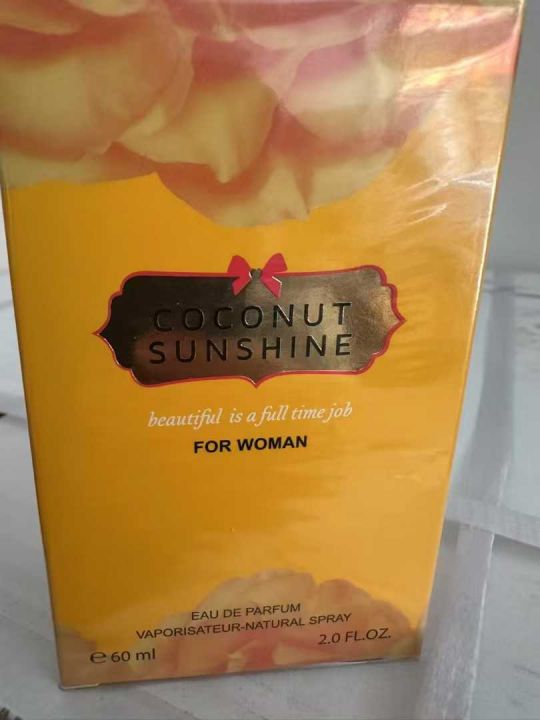 COCONUT
SUNSHINE
beautiful is a full time job
FOR WOMAN
EAU DE PARFUM
VAPORISATEUR-NATURAL SPRAY
℮ 60 ml 2.0 FL.OZ.